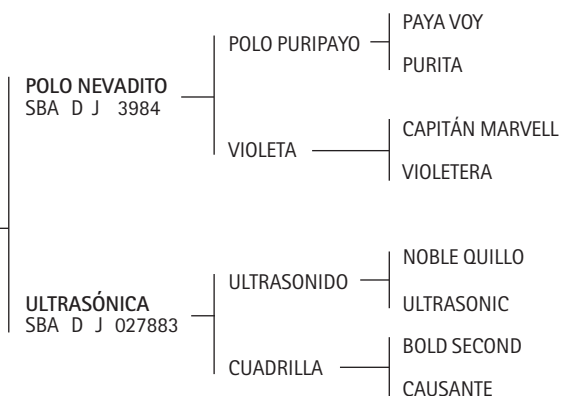 POLO NEVADITO
SBA D J 3984
POLO PURIPAYO
PAYA VOY
PURITA
VIOLETA
CAPITÁN MARVELL
VIOLETERA
ULTRASÓNICA
SBA D J 027883
ULTRASONIDO
NOBLE QUILLO
ULTRASONIC
CUADRILLA
BOLD SECOND
CAUSANTE